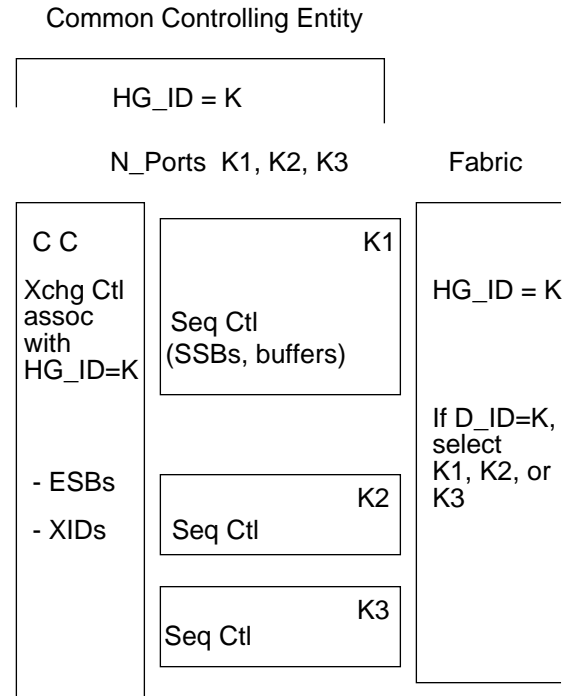 Common Controlling Entity
HG_ID = K
N_Ports  K1, K2, K3
Fabric
C C
Xchg Ctl
assoc
with
HG_ID=K
- ESBs
- XIDs
K1
Seq Ctl
(SSBs, buffers)
K2
Seq Ctl
K3
Seq Ctl
HG_ID = K
If D_ID=K,
select
K1, K2, or
K3